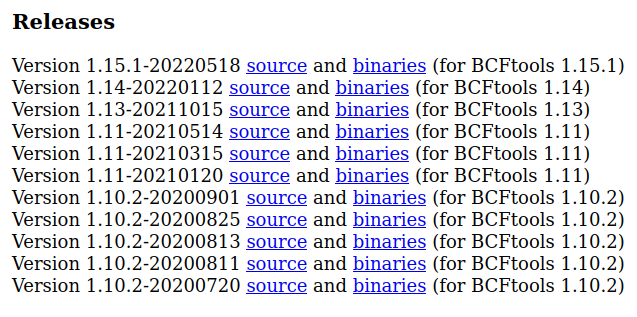 Releases
Version 1.15.1-20220518 source and binaries (for BCFtools 1.15.1)
Version 1.14-20220112 source and binaries (for BCFtools 1.14)
Version 1.13-20211015 source and binaries (for BCFtools 1.13)
Version 1.11-20210514 source and binaries (for BCFtools 1.11)
Version 1.11-20210315 source and binaries (for BCFtools 1.11)
Version 1.11-20210120 source and binaries (for BCFtools 1.11)
Version 1.10.2-20200901 source and binaries (for BCFtools 1.10.2)
Version 1.10.2-20200825 source and binaries (for BCFtools 1.10.2)
Version 1.10.2-20200813 source and binaries (for BCFtools 1.10.2)
Version 1.10.2-20200811 source and binaries (for BCFtools 1.10.2)
Version 1.10.2-20200720 source and binaries (for BCFtools 1.10.2)